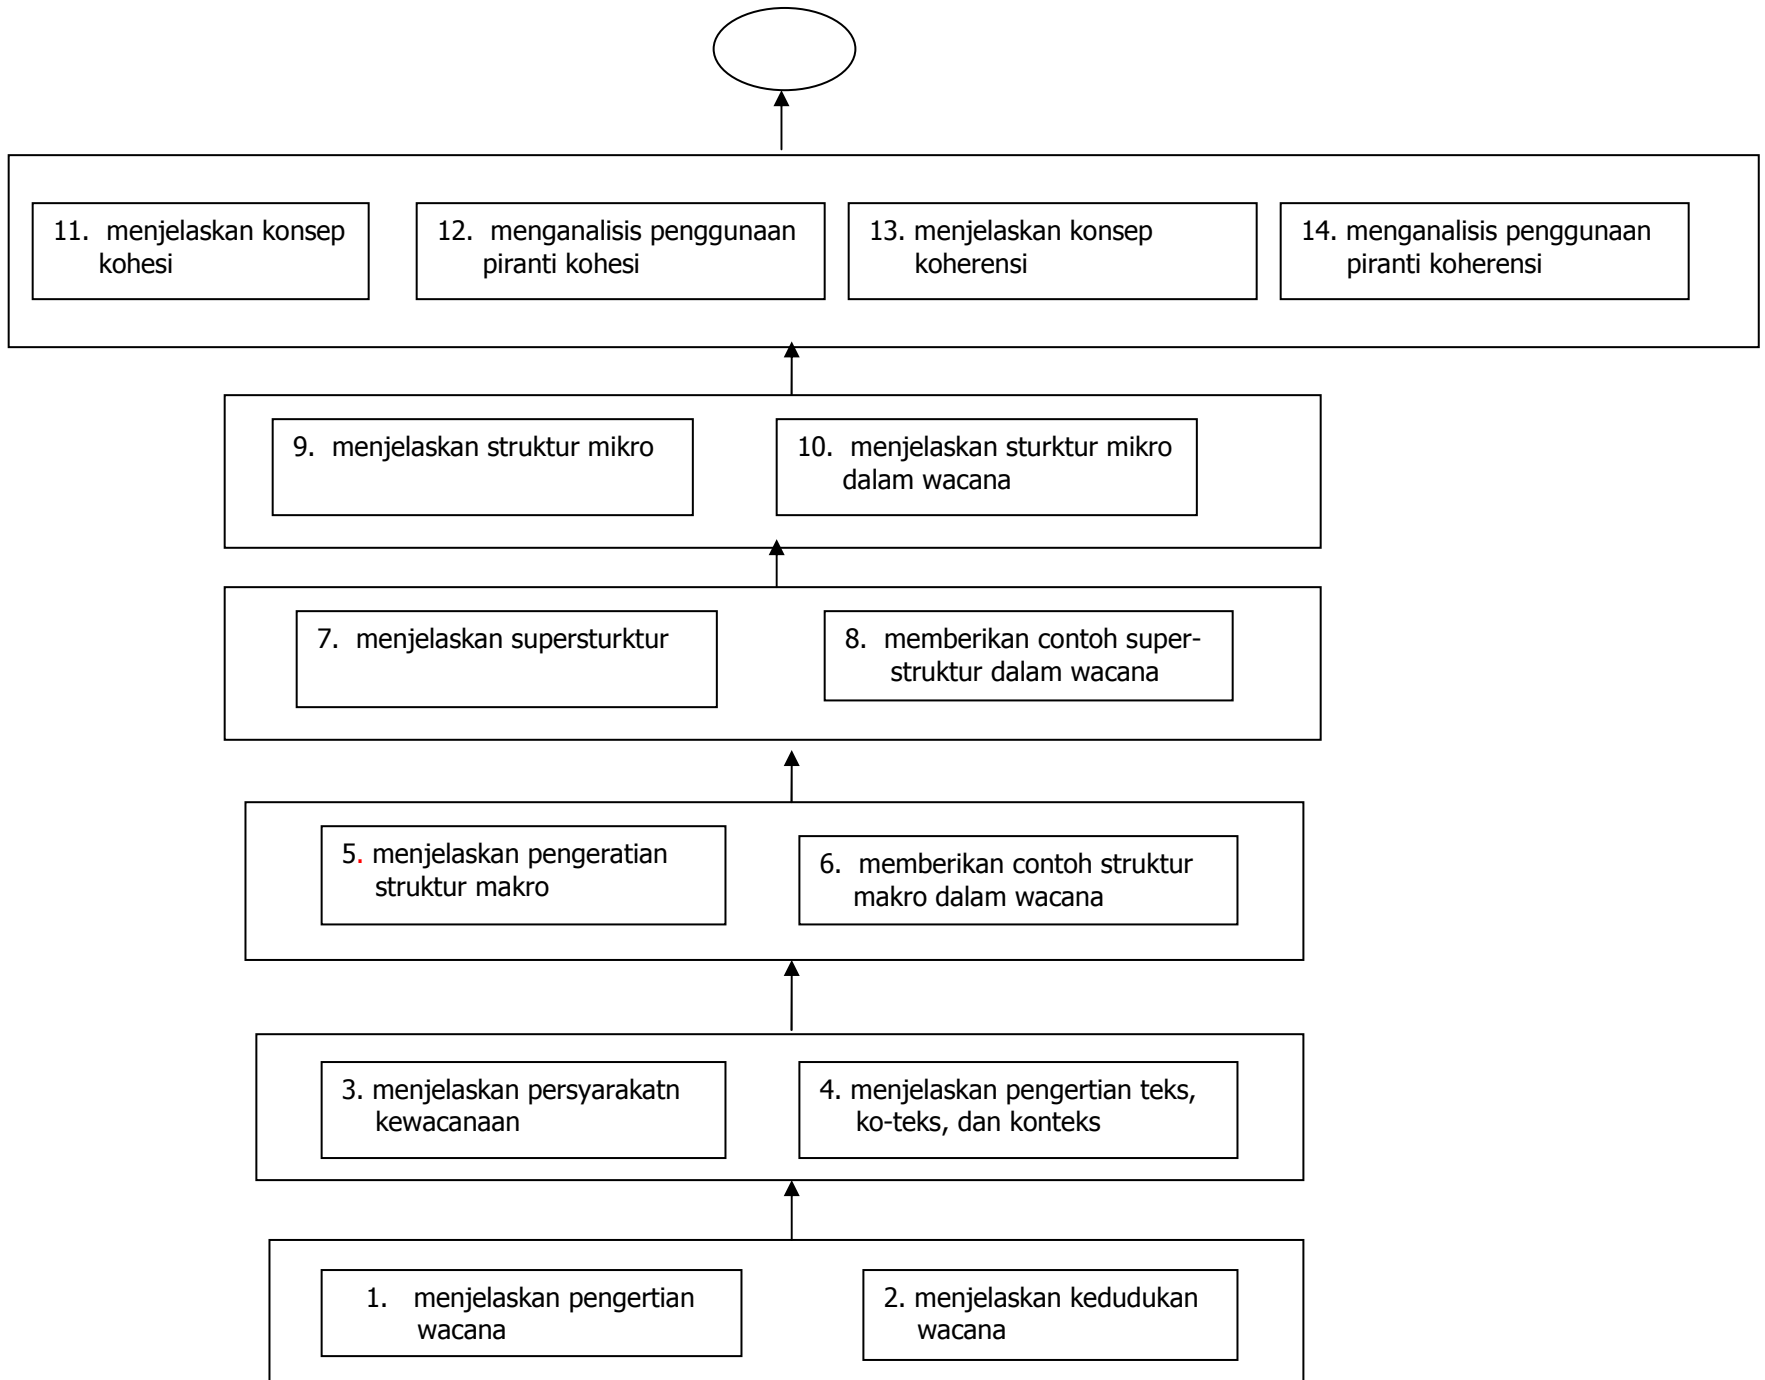 11. menjelaskan konsep
kohesi
12. menganalisis penggunaan
piranti kohesi
13. menjelaskan konsep
koherensi
14. menganalisis penggunaan
piranti koherensi
9. menjelaskan struktur mikro
10. menjelaskan sturktur mikro
dalam wacana
7. menjelaskan supersturktur
8. memberikan contoh super-
struktur dalam wacana
5. menjelaskan pengeratian
struktur makro
6. memberikan contoh struktur
makro dalam wacana
3. menjelaskan persyarakatn
kewacanaan
4. menjelaskan pengertian teks,
ko-teks, dan konteks
1. menjelaskan pengertian
wacana
2. menjelaskan kedudukan
wacana